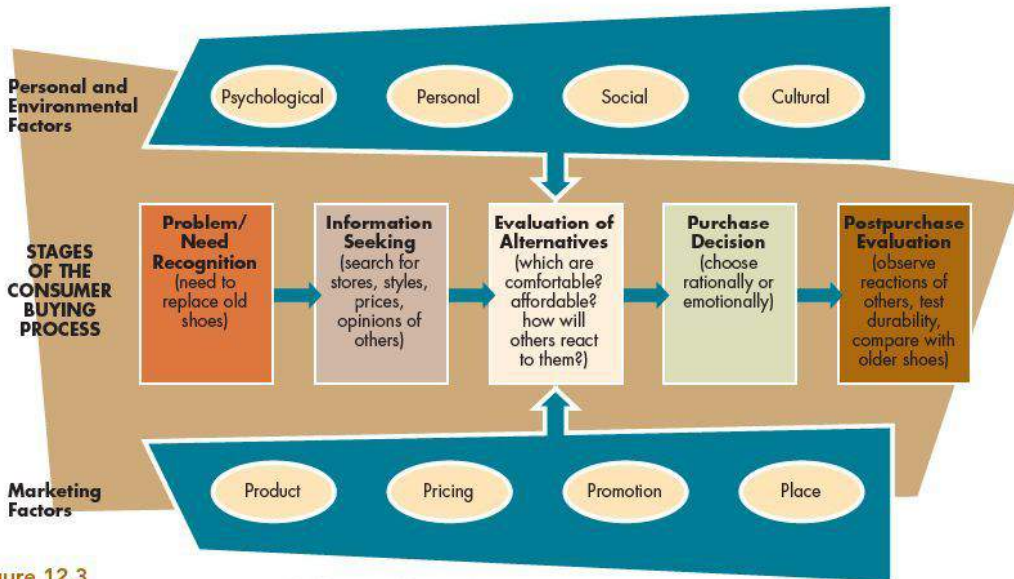 Personal and
Environmental
Factors
Psychological
Personal
Social
Cultural
STAGES
OF THE
CONSUMER
BUYING
PROCESS
Problem/
Need
Recognition
(need to
replace old
shoes)
Information
Seeking
(search for
stores, styles,
prices,
opinions of
others)
Evaluation of
Alternatives
(which are
comfortable?
affordable?
how will
others react
to them?)
Purchase
Decision
(choose
rationally or
emotionally)
Postpurchase
Evaluation
(observe
reactions of
others, test
durability,
compare with
older shoes)
Marketing
Factors
Product
Pricing
Promotion
Place
gure 12.3